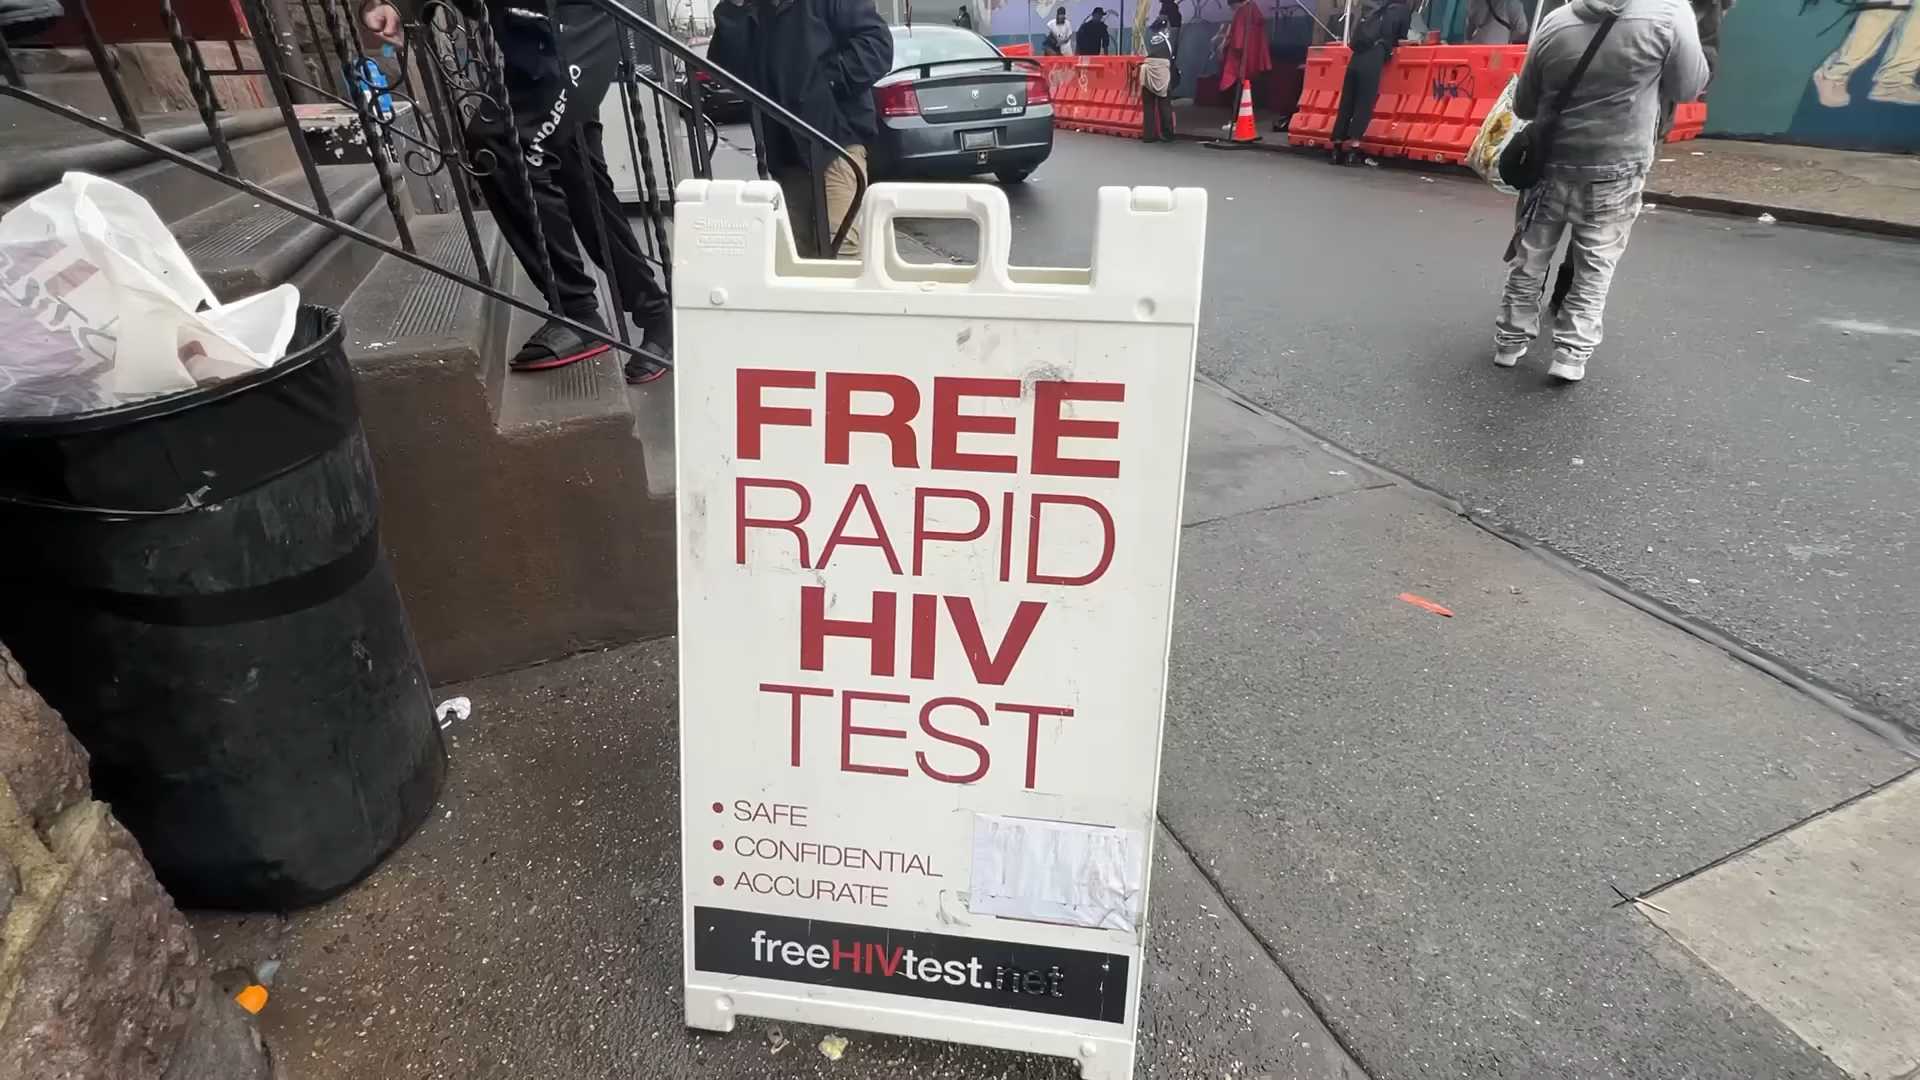 FREE
RAPID
HIV
TEST
• SAFE
• CONFIDENTIAL
• ACCURATE
freeHIVtest.net